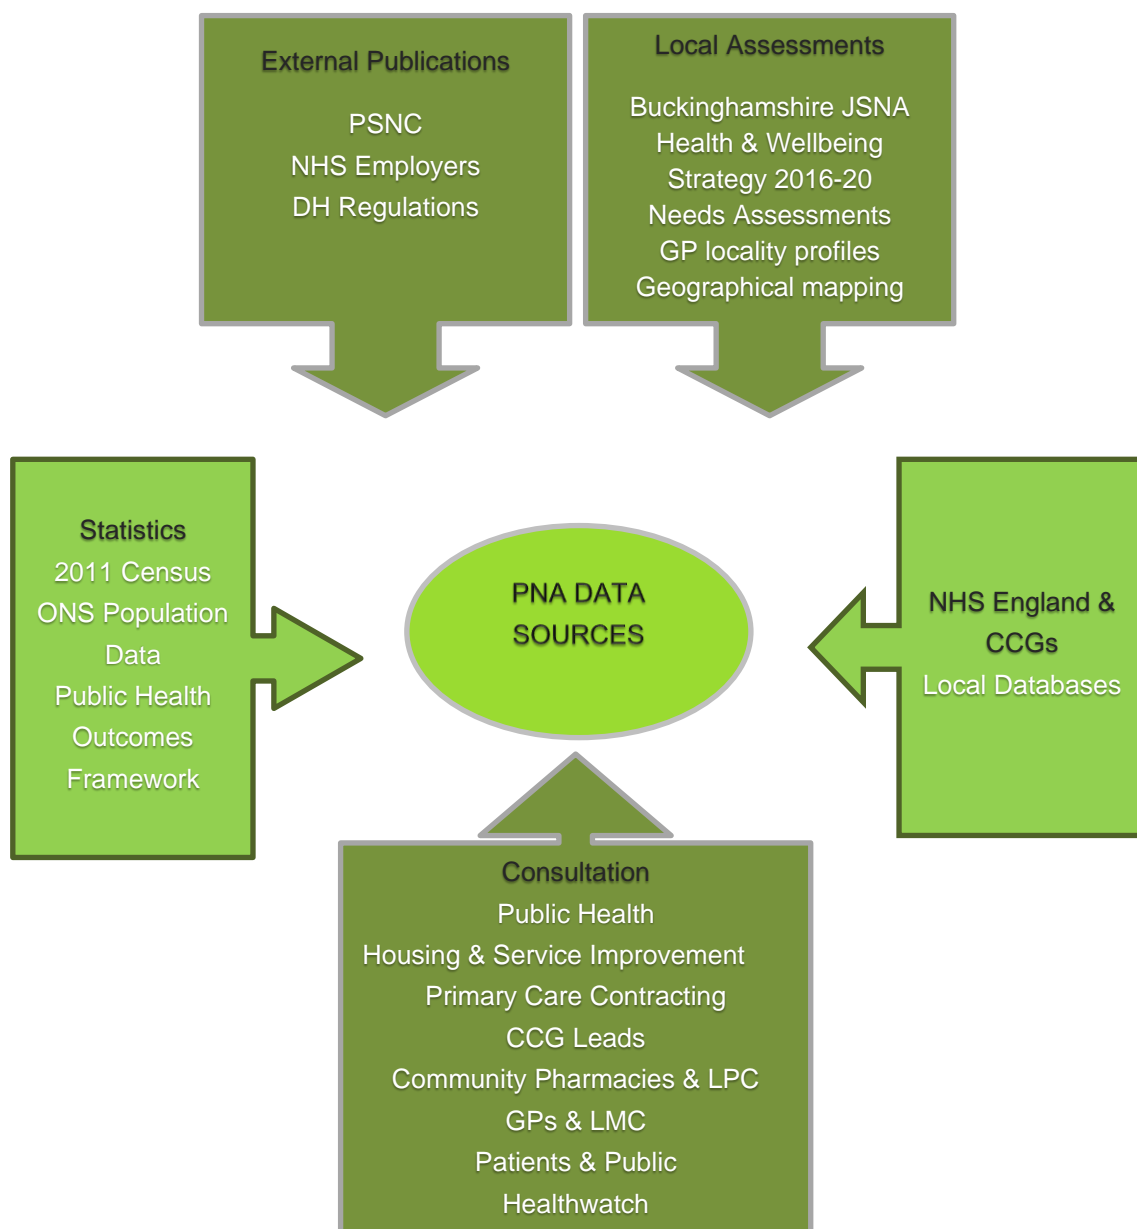 External Publications
PSNC
NHS Employers
DH Regulations
Local Assessments
Buckinghamshire JSNA
Health & Wellbeing
Strategy 2016-20
Needs Assessments
GP locality profiles
Geographical mapping
Statistics
2011 Census
ONS Population
Data
Public Health
Outcomes
Framework
PNA DATA
SOURCES
NHS England &
CCGs
Local Databases
Consultation
Public Health
Housing & Service Improvement
Primary Care Contracting
CCG Leads
Community Pharmacies & LPC
GPs & LMC
Patients & Public
Healthwatch